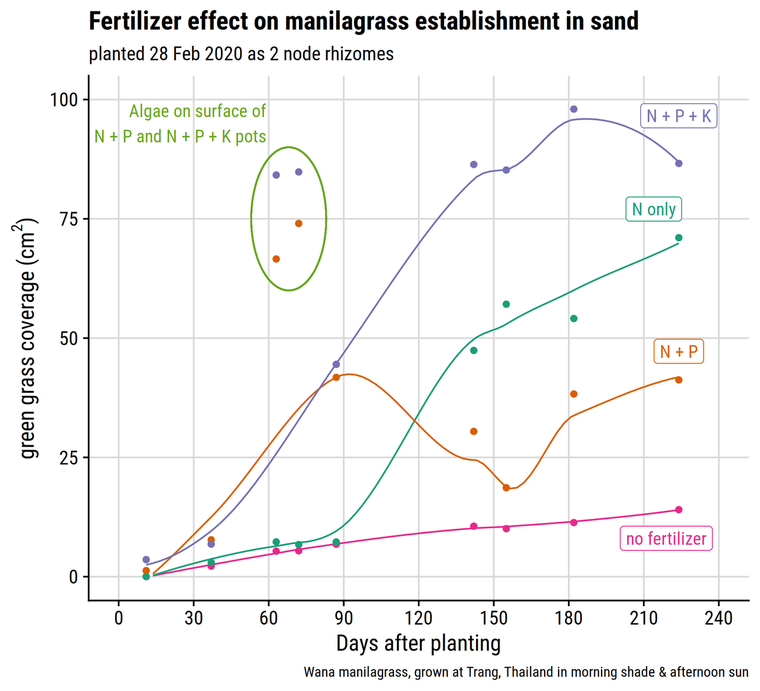 Fertilizer effect on manilagrass establishment in sand
planted 28 Feb 2020 as 2 node rhizomes
100
Algae on surface of
N + P and N + P + K pots
N + P + K
75
N only
green grass coverage (cm²)
50
N + P
25
no fertilizer
0
0 30 60 90 120 150 180 210 240
Days after planting
Wana manilagrass, grown at Trang, Thailand in morning shade & afternoon sun